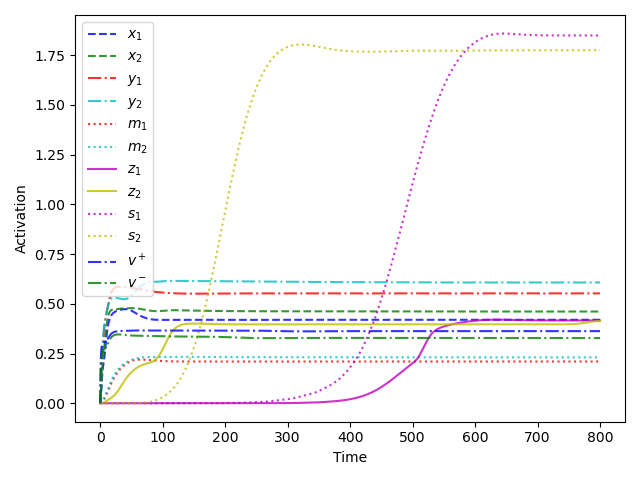 Activation
1.75
1.50
1.25
1.00
0.75
0.50
0.25
0.00
x₁
x₂
y₁
y₂
m₁
m₂
z₁
z₂
s₁
s₂
v⁺
v⁻
0 100 200 300 400 500 600 700 800
Time